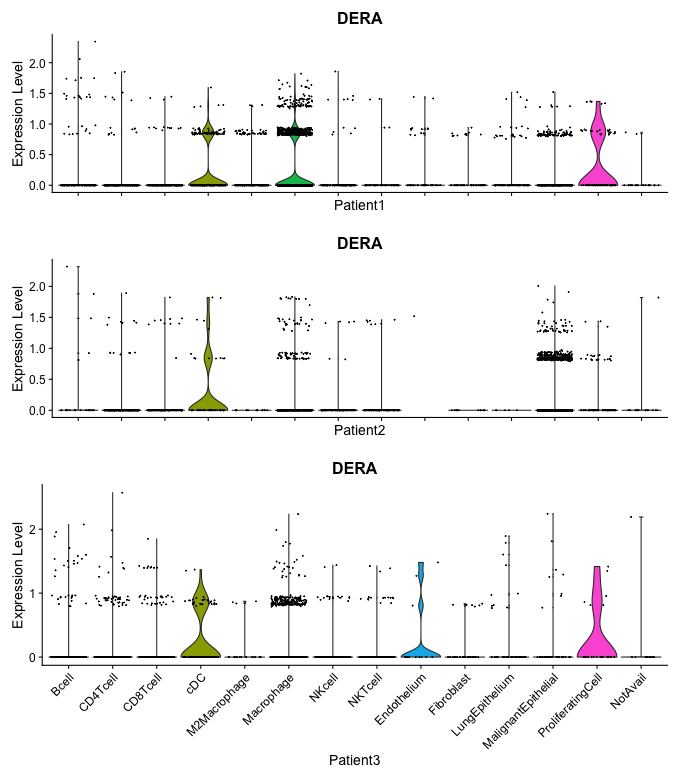 DERA
Expression Level
2.0
1.5
1.0
0.5
0.0
Patient1
DERA
Expression Level
2.0
1.5
1.0
0.5
0.0
Patient2
DERA
Expression Level
2
1
0
Bcell
CD4Tcell
CD8Tcell
cDC
M2Macrophage
Macrophage
NKcell
NKTcell
Endothelium
Fibroblast
LungEpithelium
MalignantEpithelial
ProliferatingCell
NotAvail
Patient3